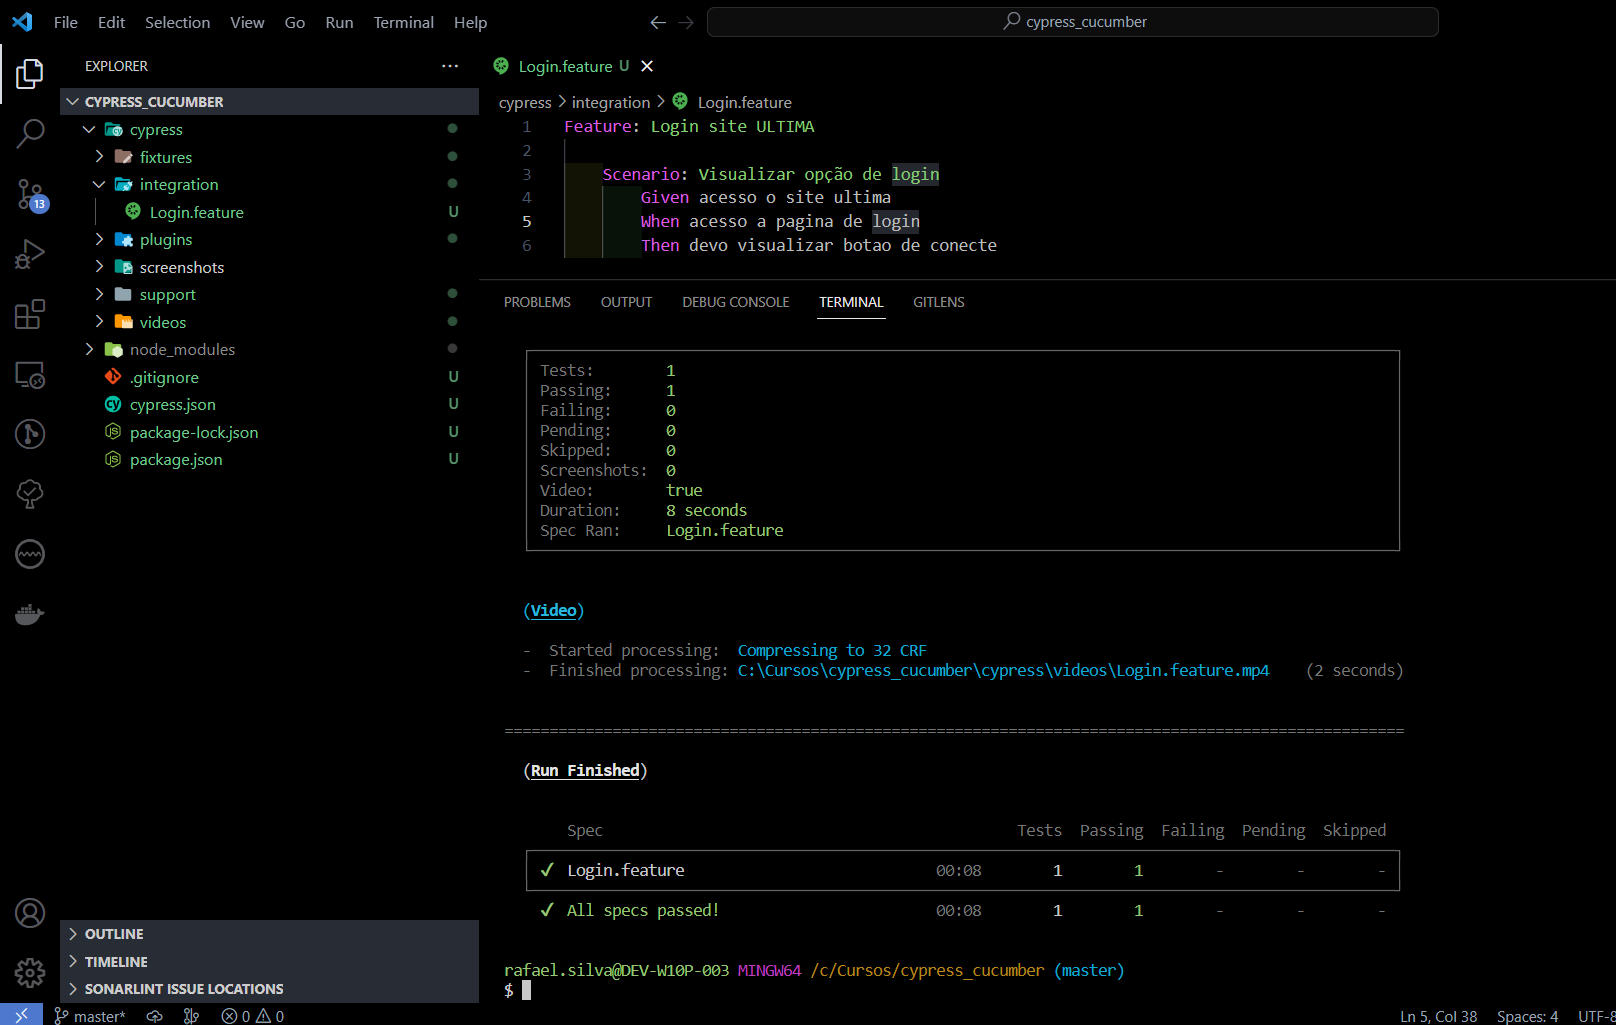 File Edit Selection View Go Run Terminal Help
cypress_cucumber
EXPLORER
CYPRESS_CUCUMBER
cypress
fixtures
integration
Login.feature U
plugins
screenshots
support
videos
node_modules
.gitignore U
cypress.json U
package-lock.json U
package.json U
13
OUTLINE
TIMELINE
SONARLINT ISSUE LOCATIONS
Login.feature U
cypress > integration > Login.feature
1 Feature: Login site ULTIMA
2
3 Scenario: Visualizar opção de login
4 Given acesso o site ultima
5 When acesso a pagina de login
6 Then devo visualizar botao de conecte
PROBLEMS OUTPUT DEBUG CONSOLE TERMINAL GITLENS
Tests: 1
Passing: 1
Failing: 0
Pending: 0
Skipped: 0
Screenshots: 0
Video: true
Duration: 8 seconds
Spec Ran: Login.feature
(Video)
- Started processing: Compressing to 32 CRF
- Finished processing: C:\Cursos\cypress_cucumber\cypress\videos\Login.feature.mp4 (2 seconds)
====================================================================================================
(Run Finished)
Spec Tests Passing Failing Pending Skipped
✓ Login.feature 00:08 1 1 - - -
✓ All specs passed! 00:08 1 1 - - -
rafael.silva@DEV-W10P-003 MINGW64 /c/Cursos/cypress_cucumber (master)
$
master* 0 0 Ln 5, Col 38 Spaces: 4 UTF-8